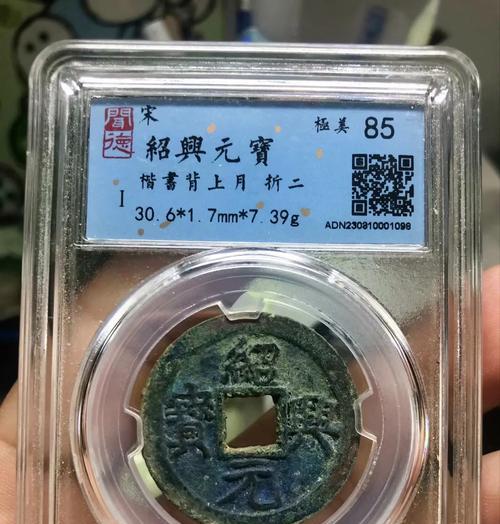 聞德
宋
極美 85
紹興元寶
楷書背上月 折二
I
30.6*1.7mm*7.39g
ADN230810001098
紹興元寶